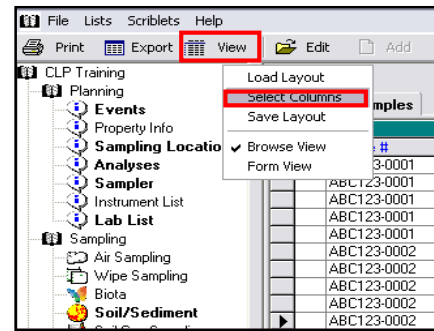 File Lists Scriblets Help
Print Export View Edit Add
CLP Training
Planning
Events
Property Info
Sampling Locatio
Analyses
Sampler
Instrument List
Lab List
Sampling
Air Sampling
Wipe Sampling
Biota
Soil/Sediment
Load Layout
Select Columns
Save Layout
Browse View
Form View
mples
#
3-0001
ABC123-0001
ABC123-0001
ABC123-0001
ABC123-0001
ABC123-0002
ABC123-0002
ABC123-0002
ABC123-0002
ABC123-0002